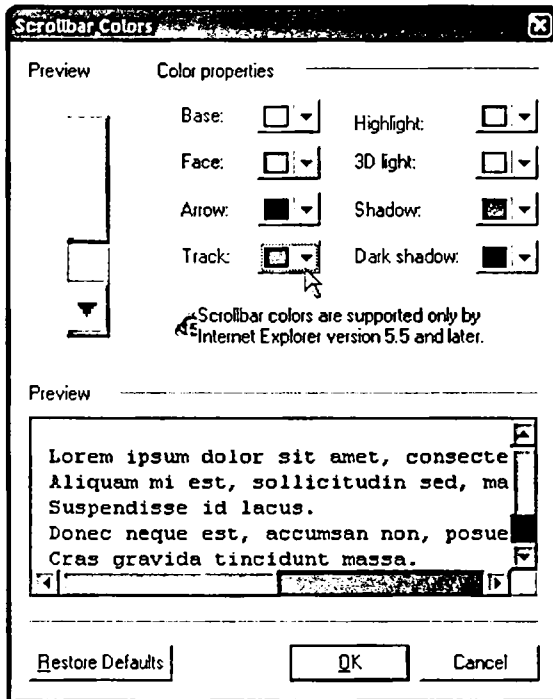 Scrollbar Colors
Preview
Color properties
Base:
Highlight:
Face:
3D light:
Arrow:
Shadow:
Track:
Dark shadow:
Scrollbar colors are supported only by
Internet Explorer version 5.5 and later.
Preview
Lorem ipsum dolor sit amet, consecte
Aliquam mi est, sollicitudin sed, ma
Suspendisse id lacus.
Donec neque est, accumsan non, posue
Cras gravida tincidunt massa.
Restore Defaults
OK
Cancel